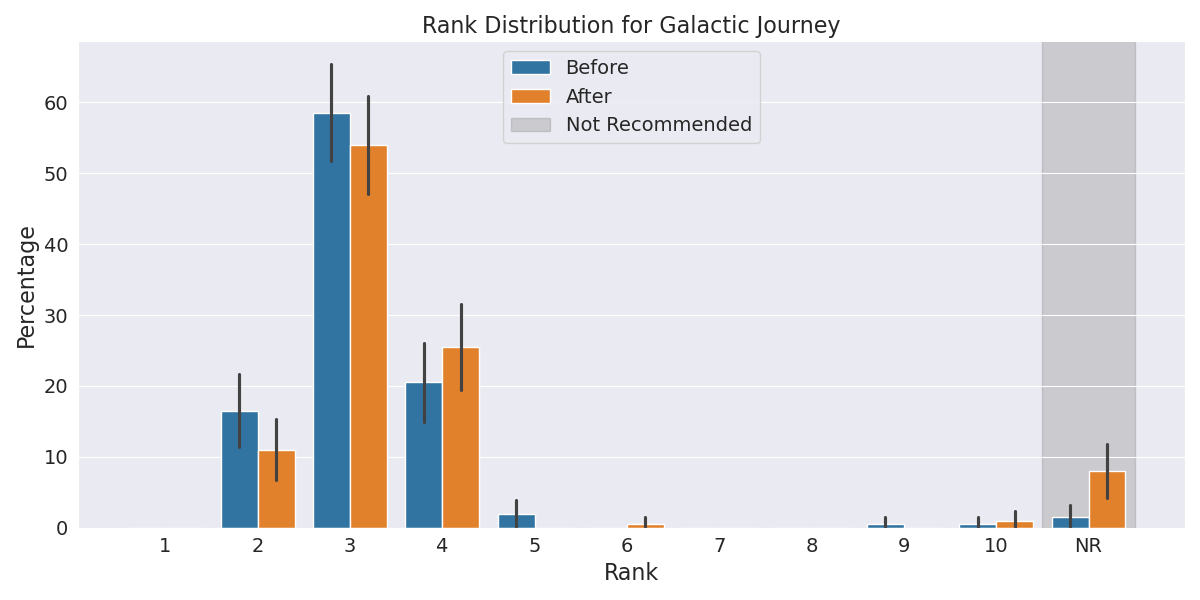 Rank Distribution for Galactic Journey
Before
After
Not Recommended
Percentage
60
50
40
30
20
10
0
1 2 3 4 5 6 7 8 9 10 NR
Rank